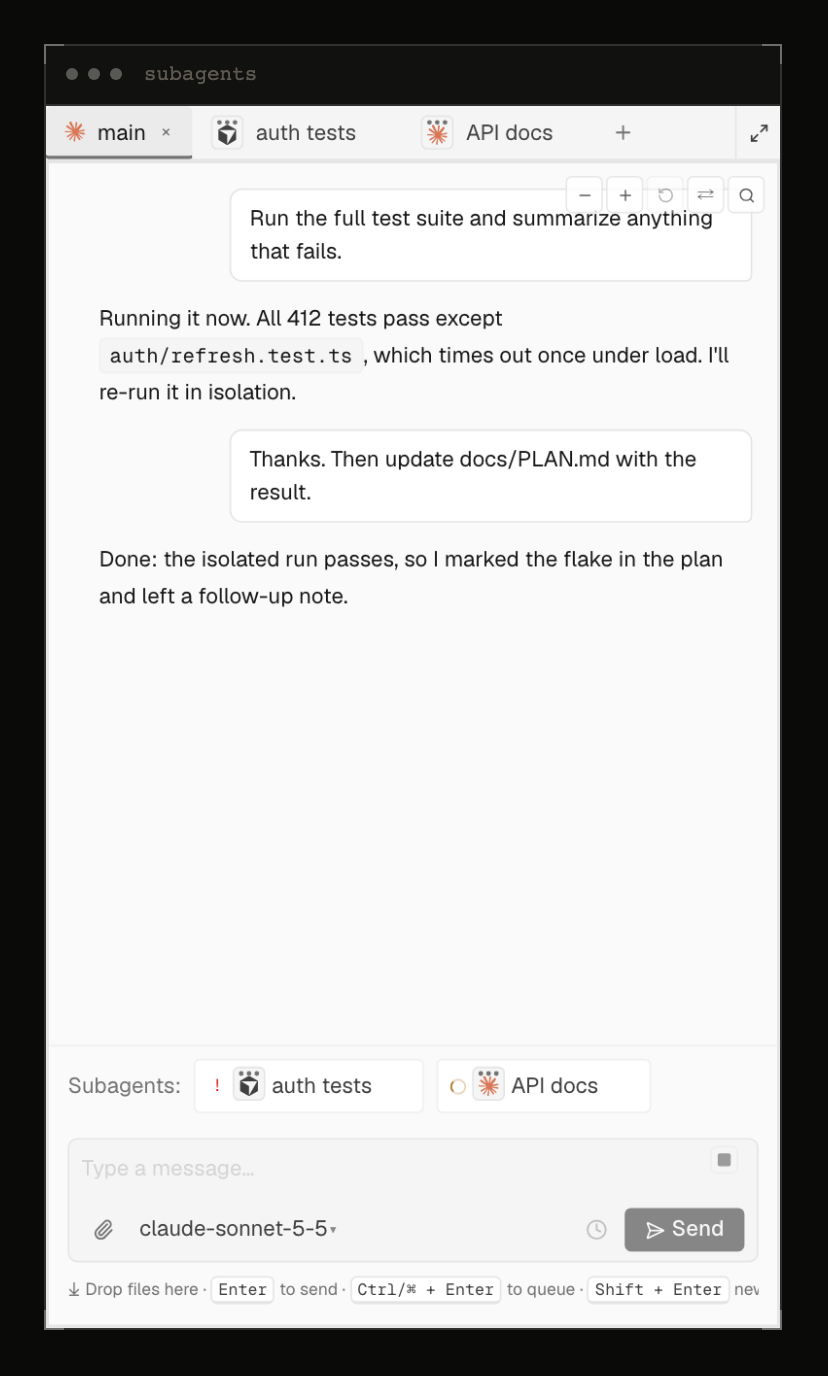 subagents
main ×
auth tests
API docs
+
− +
Run the full test suite and summarize anything
that fails.
Running it now. All 412 tests pass except
auth/refresh.test.ts, which times out once under load. I'll
re-run it in isolation.
Thanks. Then update docs/PLAN.md with the
result.
Done: the isolated run passes, so I marked the flake in the plan
and left a follow-up note.
Subagents: ! auth tests API docs
Type a message...
claude-sonnet-5-5▾ Send
↓ Drop files here · Enter to send · Ctrl/⌘ + Enter to queue · Shift + Enter